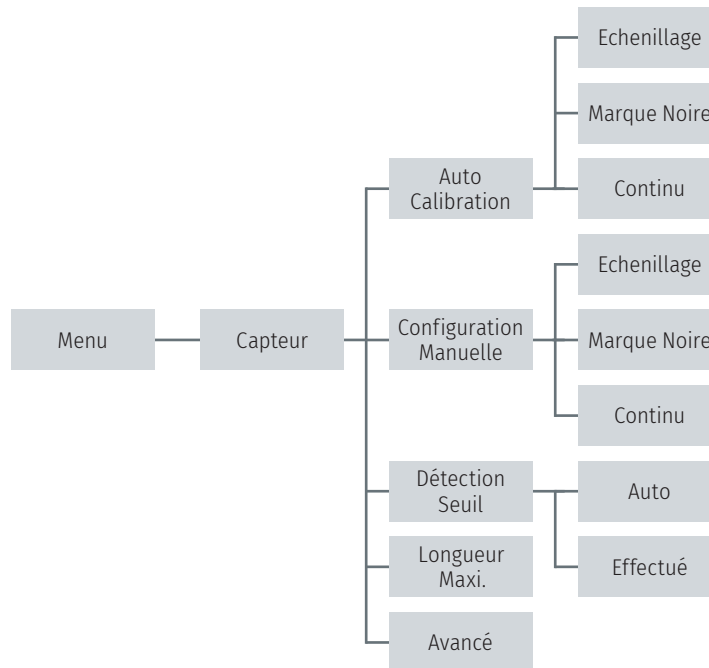 Menu
Capteur
Auto
Calibration
Echenillage
Marque Noire
Continu
Configuration
Manuelle
Echenillage
Marque Noire
Continu
Détection
Seuil
Auto
Effectué
Longueur
Maxi.
Avancé